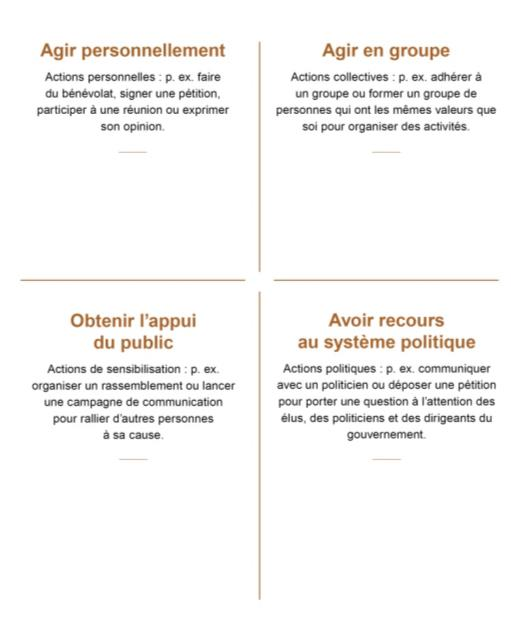 Agir personnellement
Actions personnelles : p. ex. faire
du bénévolat, signer une pétition,
participer à une réunion ou exprimer
son opinion.
Agir en groupe
Actions collectives : p. ex. adhérer à
un groupe ou former un groupe de
personnes qui ont les mêmes valeurs que
soi pour organiser des activités.
Obtenir l’appui
du public
Actions de sensibilisation : p. ex.
organiser un rassemblement ou lancer
une campagne de communication
pour rallier d’autres personnes
à sa cause.
Avoir recours
au système politique
Actions politiques : p. ex. communiquer
avec un politicien ou déposer une pétition
pour porter une question à l’attention des
élus, des politiciens et des dirigeants du
gouvernement.